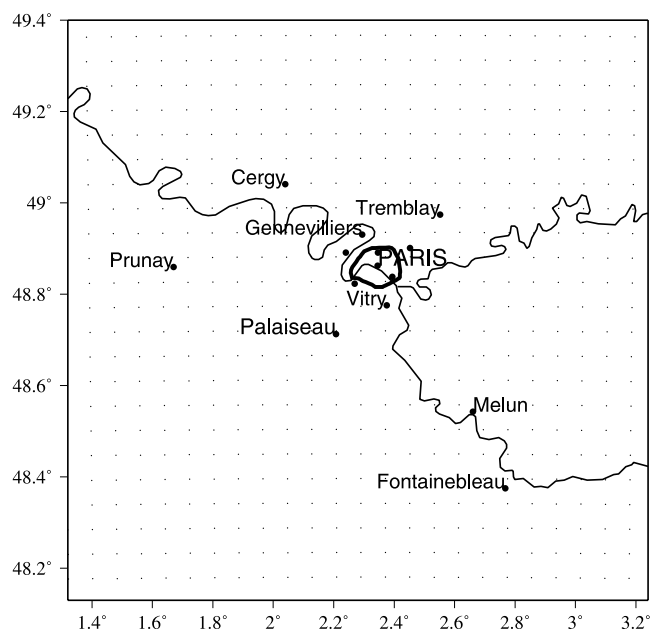 49.4°
49.2°
Cergy
49°
Tremblay
Gennevilliers
PARIS
Prunay
48.8°
Vitry
Palaiseau
48.6°
Melun
Fontainebleau
48.4°
48.2°
1.4° 1.6° 1.8° 2° 2.2° 2.4° 2.6° 2.8° 3° 3.2°